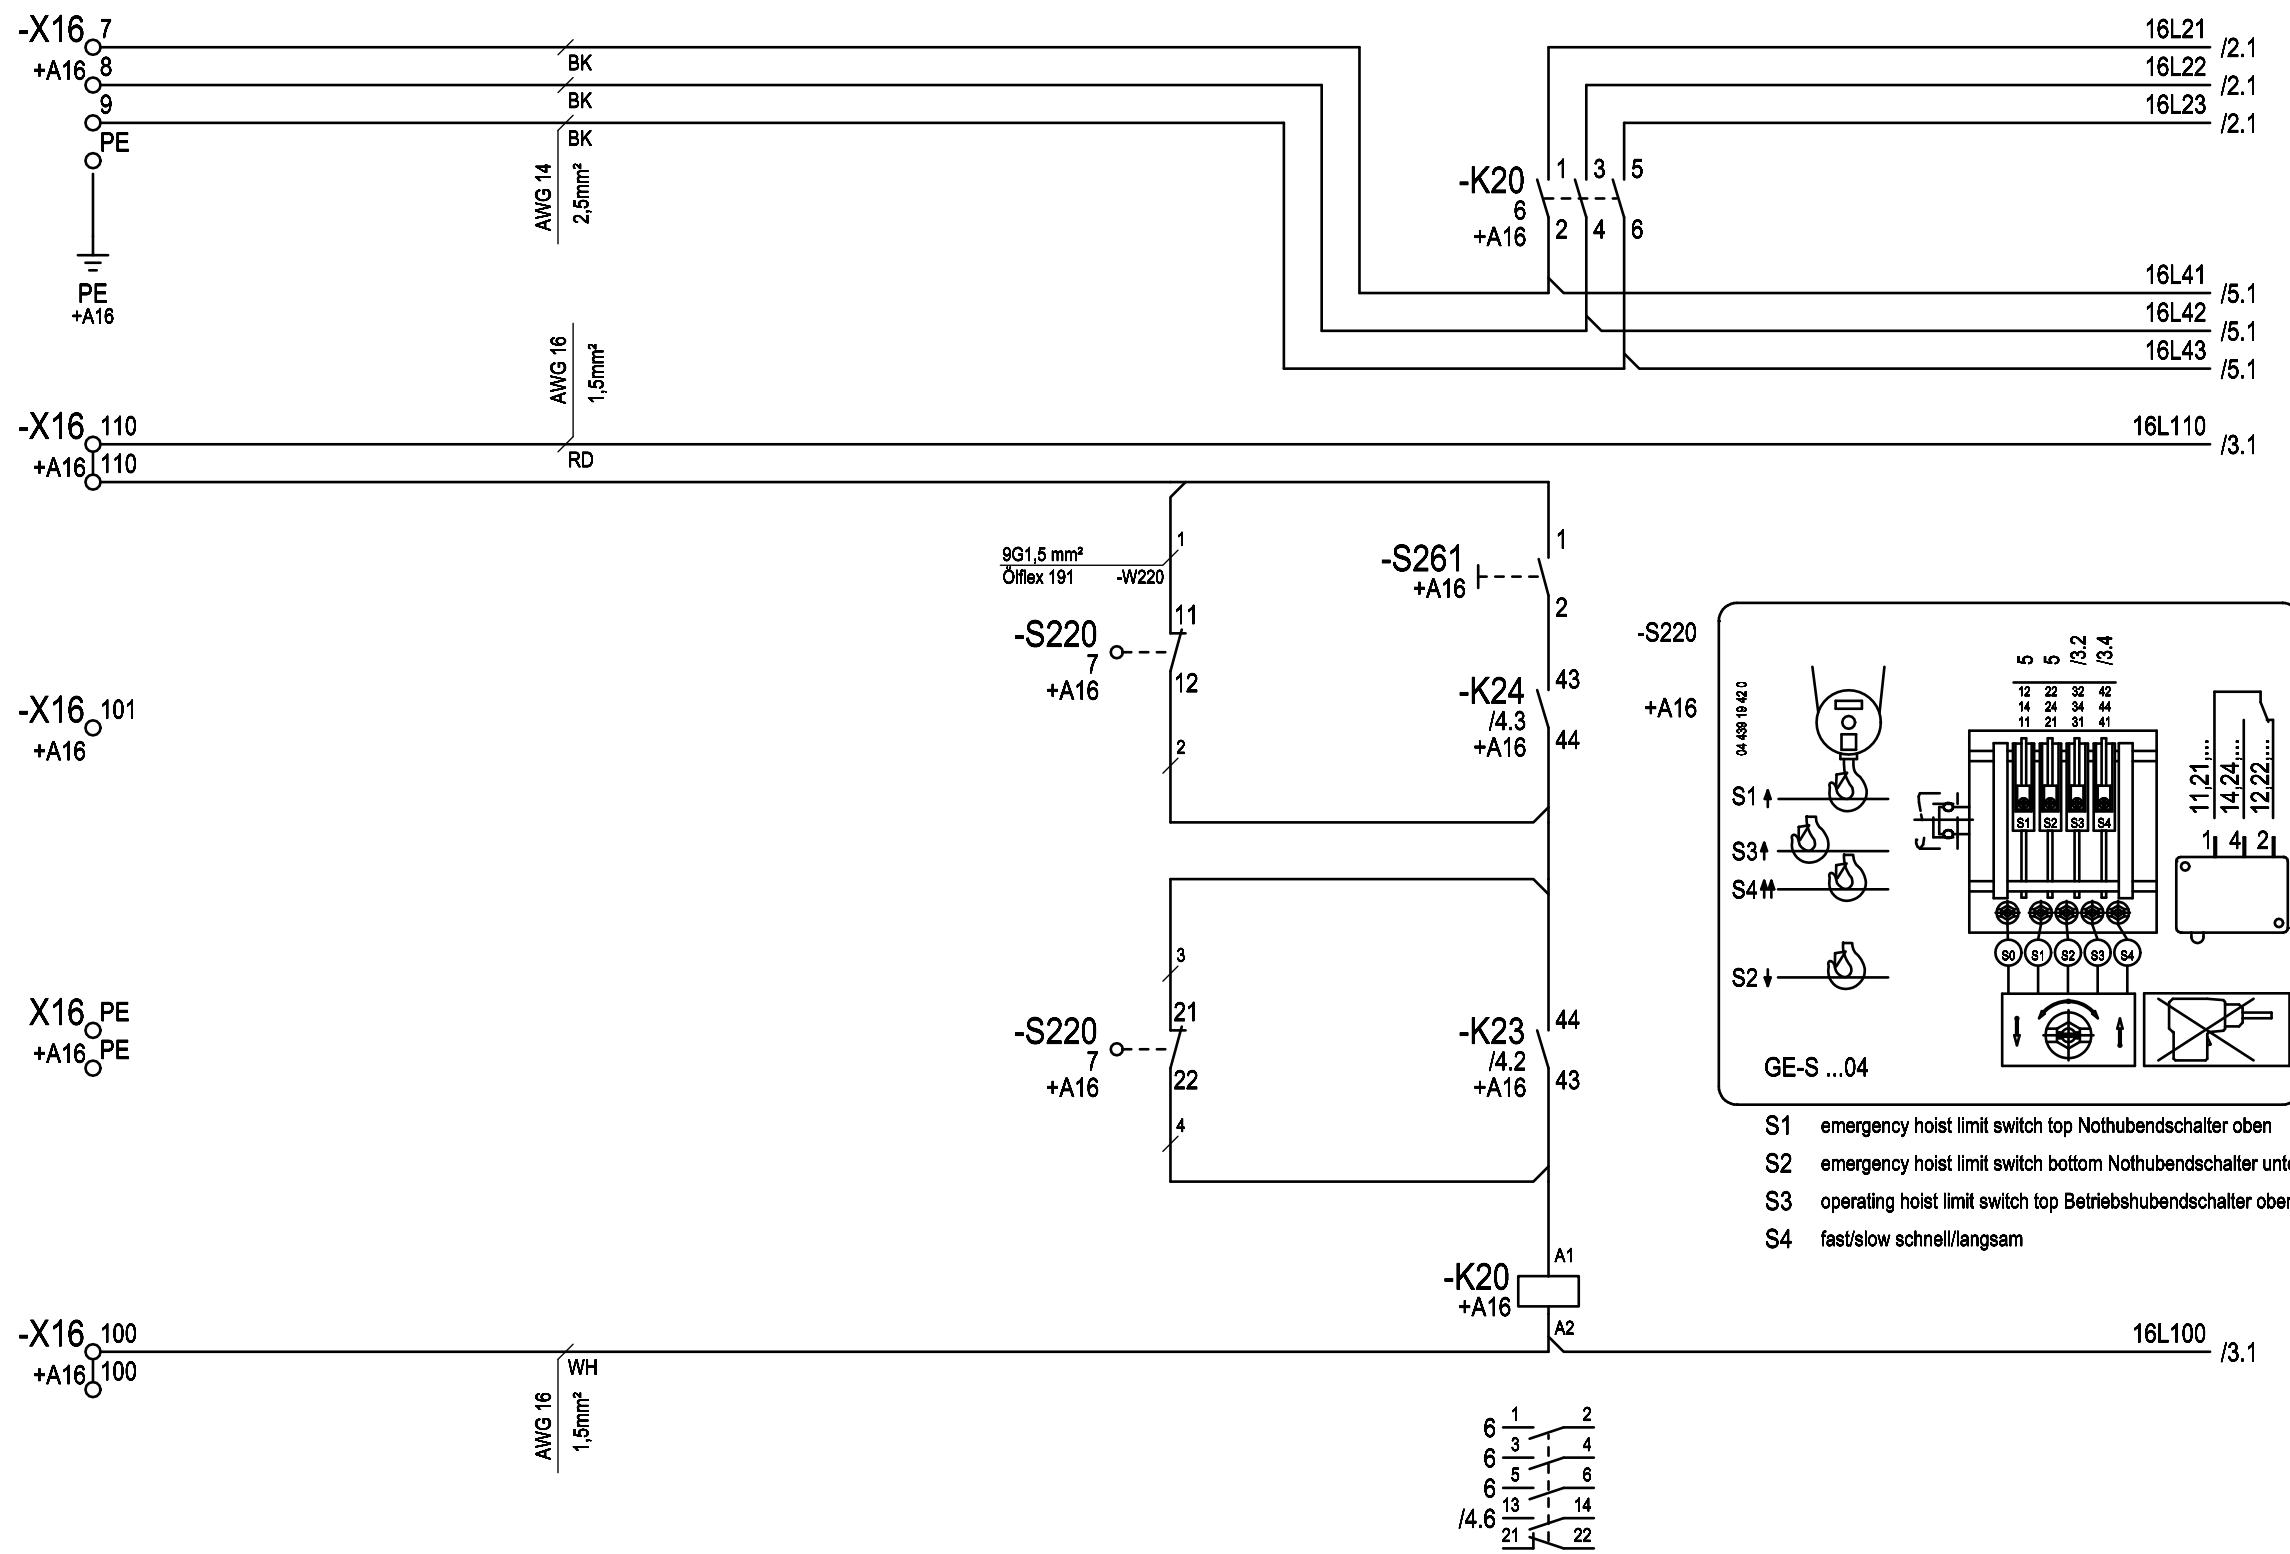 -X16 7
+A16 8
9
PE
BK
BK
BK
AWG 14
2,5mm²
PE
+A16
16L21 /2.1
16L22 /2.1
16L23 /2.1
-K20
6
+A16
1 3 5
2 4 6
16L41 /5.1
16L42 /5.1
16L43 /5.1
AWG 16
1,5mm²
-X16 110
+A16 110
RD
16L110 /3.1
9G1,5 mm²
Ölflex 191 -W220
1
-S220
7
+A16
11
12
2
-S261
+A16
1
2
-K24
/4.3
+A16
43
44
-X16 101
+A16
X16 PE
+A16 PE
3
-S220
7
+A16
21
22
4
-K23
/4.2
+A16
44
43
-K20
+A16
A1
A2
-X16 100
+A16 100
WH
AWG 16
1,5mm²
16L100 /3.1
6 1 2
6 3 4
6 5 6
/4.6 13 14
21 22
-S220
+A16
04 439 19 42 0
5 5 /3.2 /3.4
12 22 32 42
14 24 34 44
11 21 31 41
S1
S3
S4
S2
S1 S2 S3 S4
S0 S1 S2 S3 S4
11,21,...
14,24,...
12,22,...
1 4 2
GE-S ...04
S1 emergency hoist limit switch top Nothubendschalter oben
S2 emergency hoist limit switch bottom Nothubendschalter unte
S3 operating hoist limit switch top Betriebshubendschalter oben
S4 fast/slow schnell/langsam